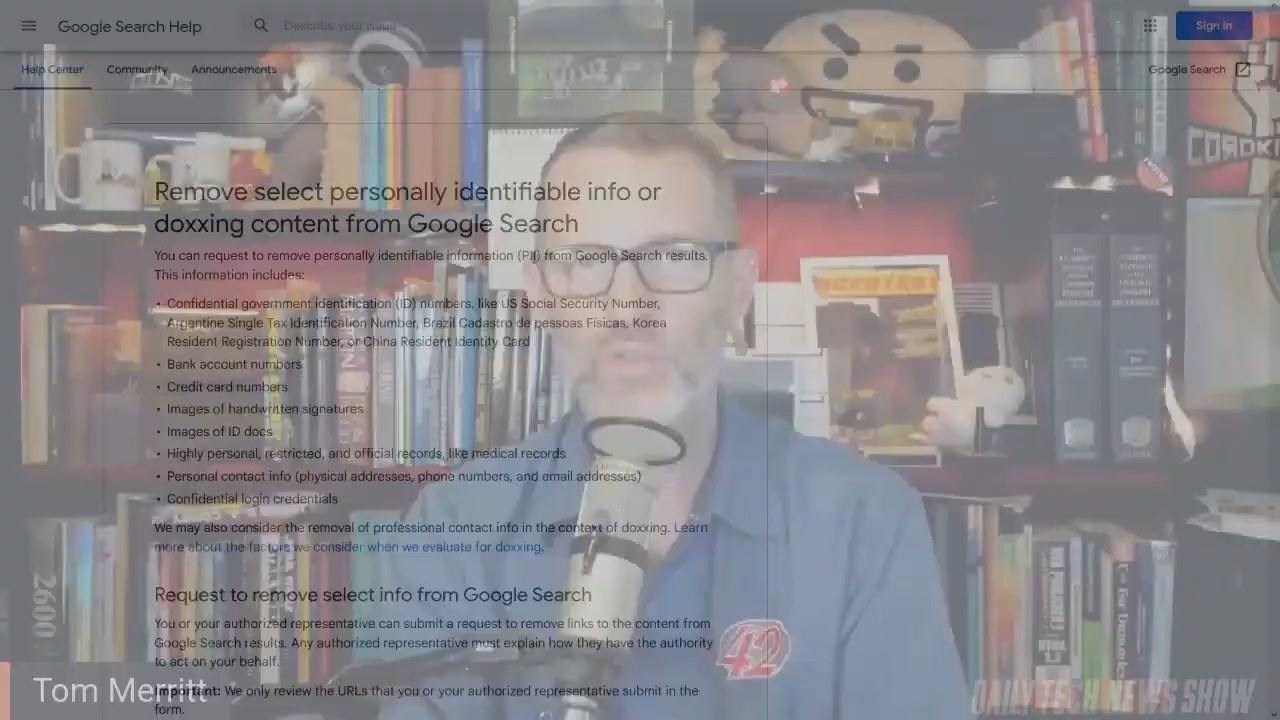 Google Search Help
Describe your issue
Sign in
Help Center
Community
Announcements
Google Search
Remove select personally identifiable info or
doxxing content from Google Search
You can request to remove personally identifiable information (PII) from Google Search results.
This information includes:
• Confidential government identification (ID) numbers, like US Social Security Number,
Argentine Single Tax Identification Number, Brazil Cadastro de pessoas Físicas, Korea
Resident Registration Number, or China Resident Identity Card
• Bank account numbers
• Credit card numbers
• Images of handwritten signatures
• Images of ID docs
• Highly personal, restricted, and official records, like medical records
• Personal contact info (physical addresses, phone numbers, and email addresses)
• Confidential login credentials
We may also consider the removal of professional contact info in the context of doxxing. Learn
more about the factors we consider when we evaluate for doxxing.
Request to remove select info from Google Search
You or your authorized representative can submit a request to remove links to the content from
Google Search results. Any authorized representative must explain how they have the authority
to act on your behalf.
Important: We only review the URLs that you or your authorized representative submit in the
form.
2600
42
Tom Merritt
DAILY TECH NEWS SHOW